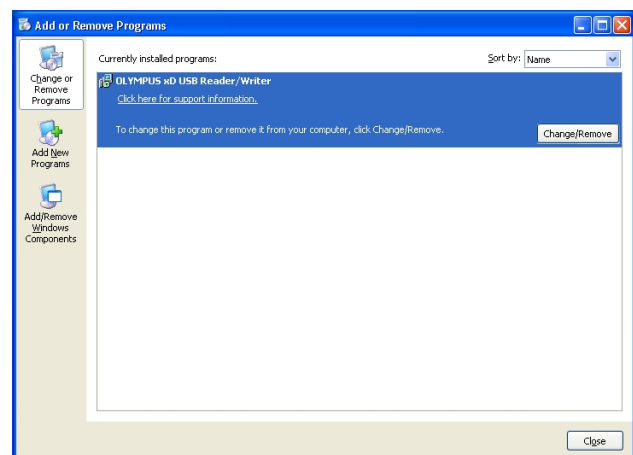 Add or Remove Programs
Change or
Remove
Programs
Add New
Programs
Add/Remove
Windows
Components
Currently installed programs:
Sort by: Name
OLYMPUS xD USB Reader/Writer
Click here for support information.
To change this program or remove it from your computer, click Change/Remove.
Change/Remove
Close